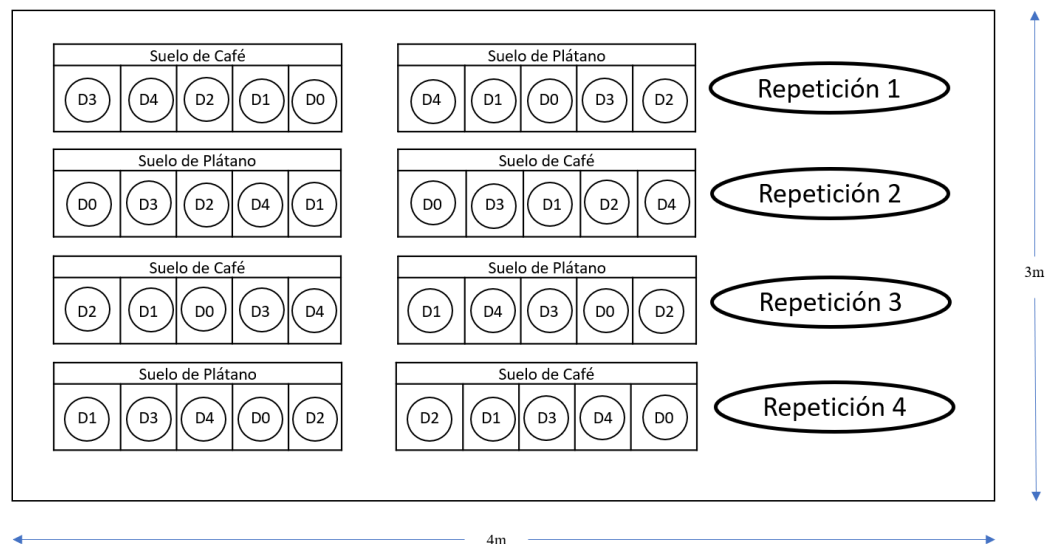 Suelo de Café Suelo de Plátano
D3 D4 D2 D1 D0 D4 D1 D0 D3 D2 Repetición 1
Suelo de Plátano Suelo de Café
D0 D3 D2 D4 D1 D0 D3 D1 D2 D4 Repetición 2
Suelo de Café Suelo de Plátano
D2 D1 D0 D3 D4 D1 D4 D3 D0 D2 Repetición 3
Suelo de Plátano Suelo de Café
D1 D3 D4 D0 D2 D2 D1 D3 D4 D0 Repetición 4
3m
4m